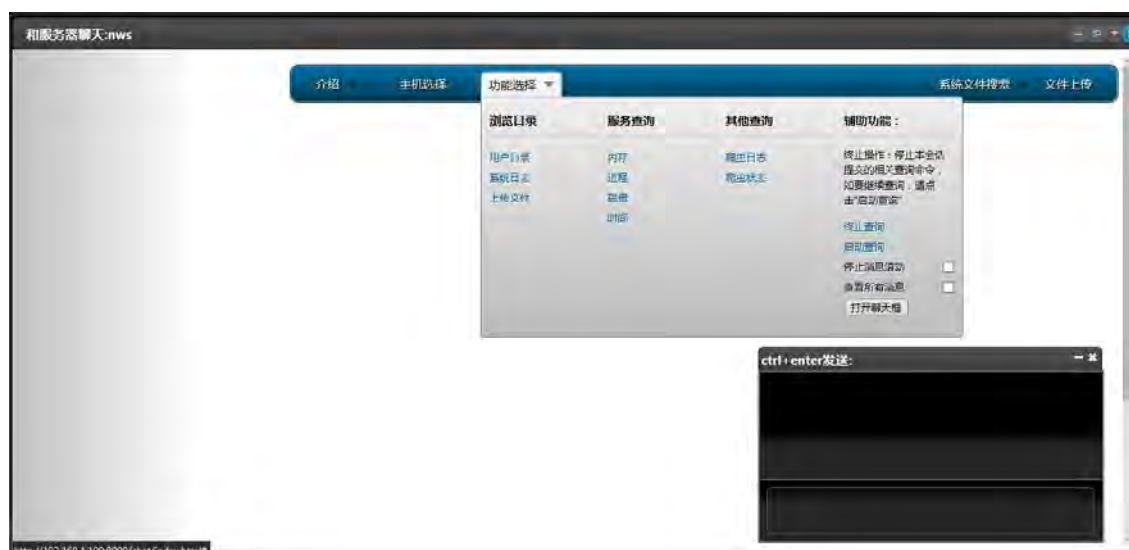 和服务器聊天:nws
介绍
主机选择
功能选择
系统文件搜索
文件上传
浏览目录
服务查询
其他查询
辅助功能：
用户目录
系统日志
上传文件
内存
进程
磁盘
时间
爬虫日志
爬虫状态
终止操作：停止本会话
提交的相关查询命令，
如要继续查询，请点
击"启动查询"
终止查询
启动查询
停止消息滚动
查看所有消息
打开聊天框
ctrl+enter发送: